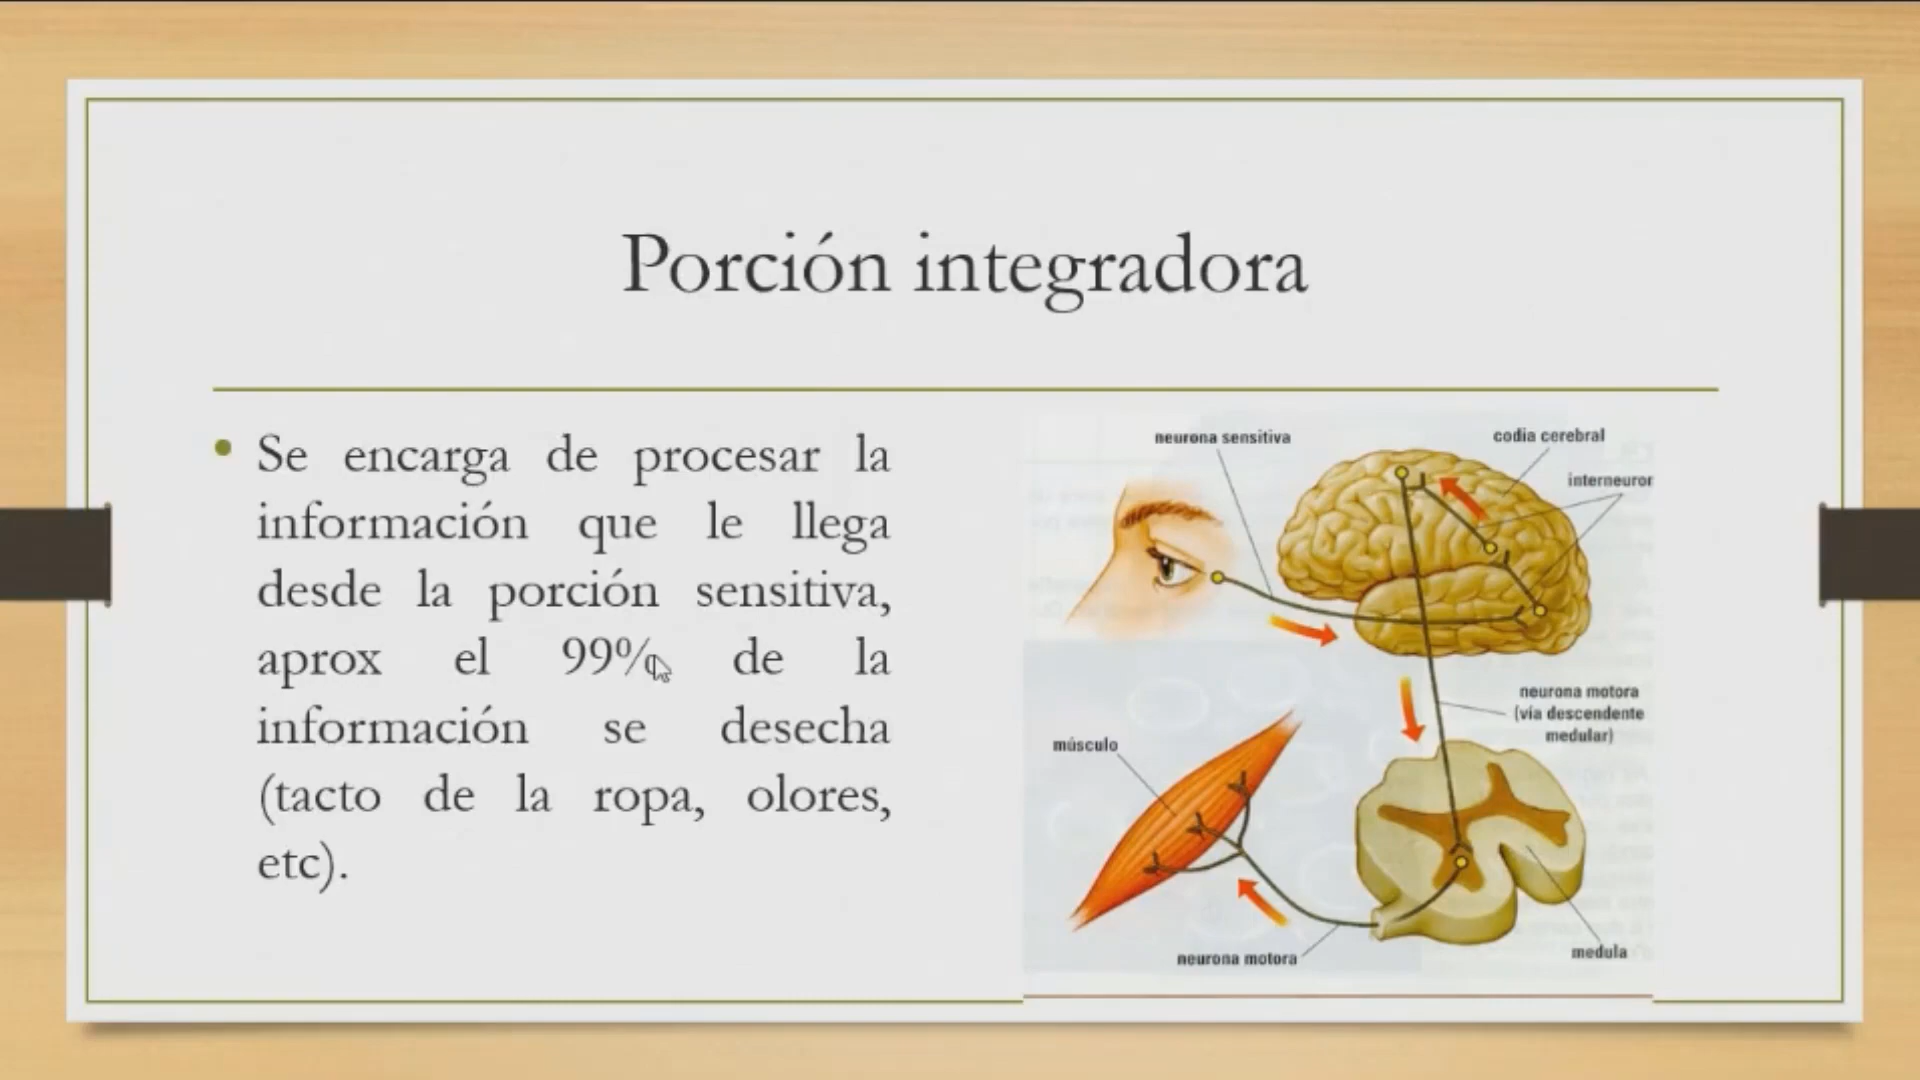 Porción integradora
• Se encarga de procesar la
información que le llega
desde la porción sensitiva,
aprox el 99% de la
información se desecha
(tacto de la ropa, olores,
etc).
neurona sensitiva
codia cerebral
interneuror
neurona motora
(vía descendente
medular)
músculo
neurona motora
medula